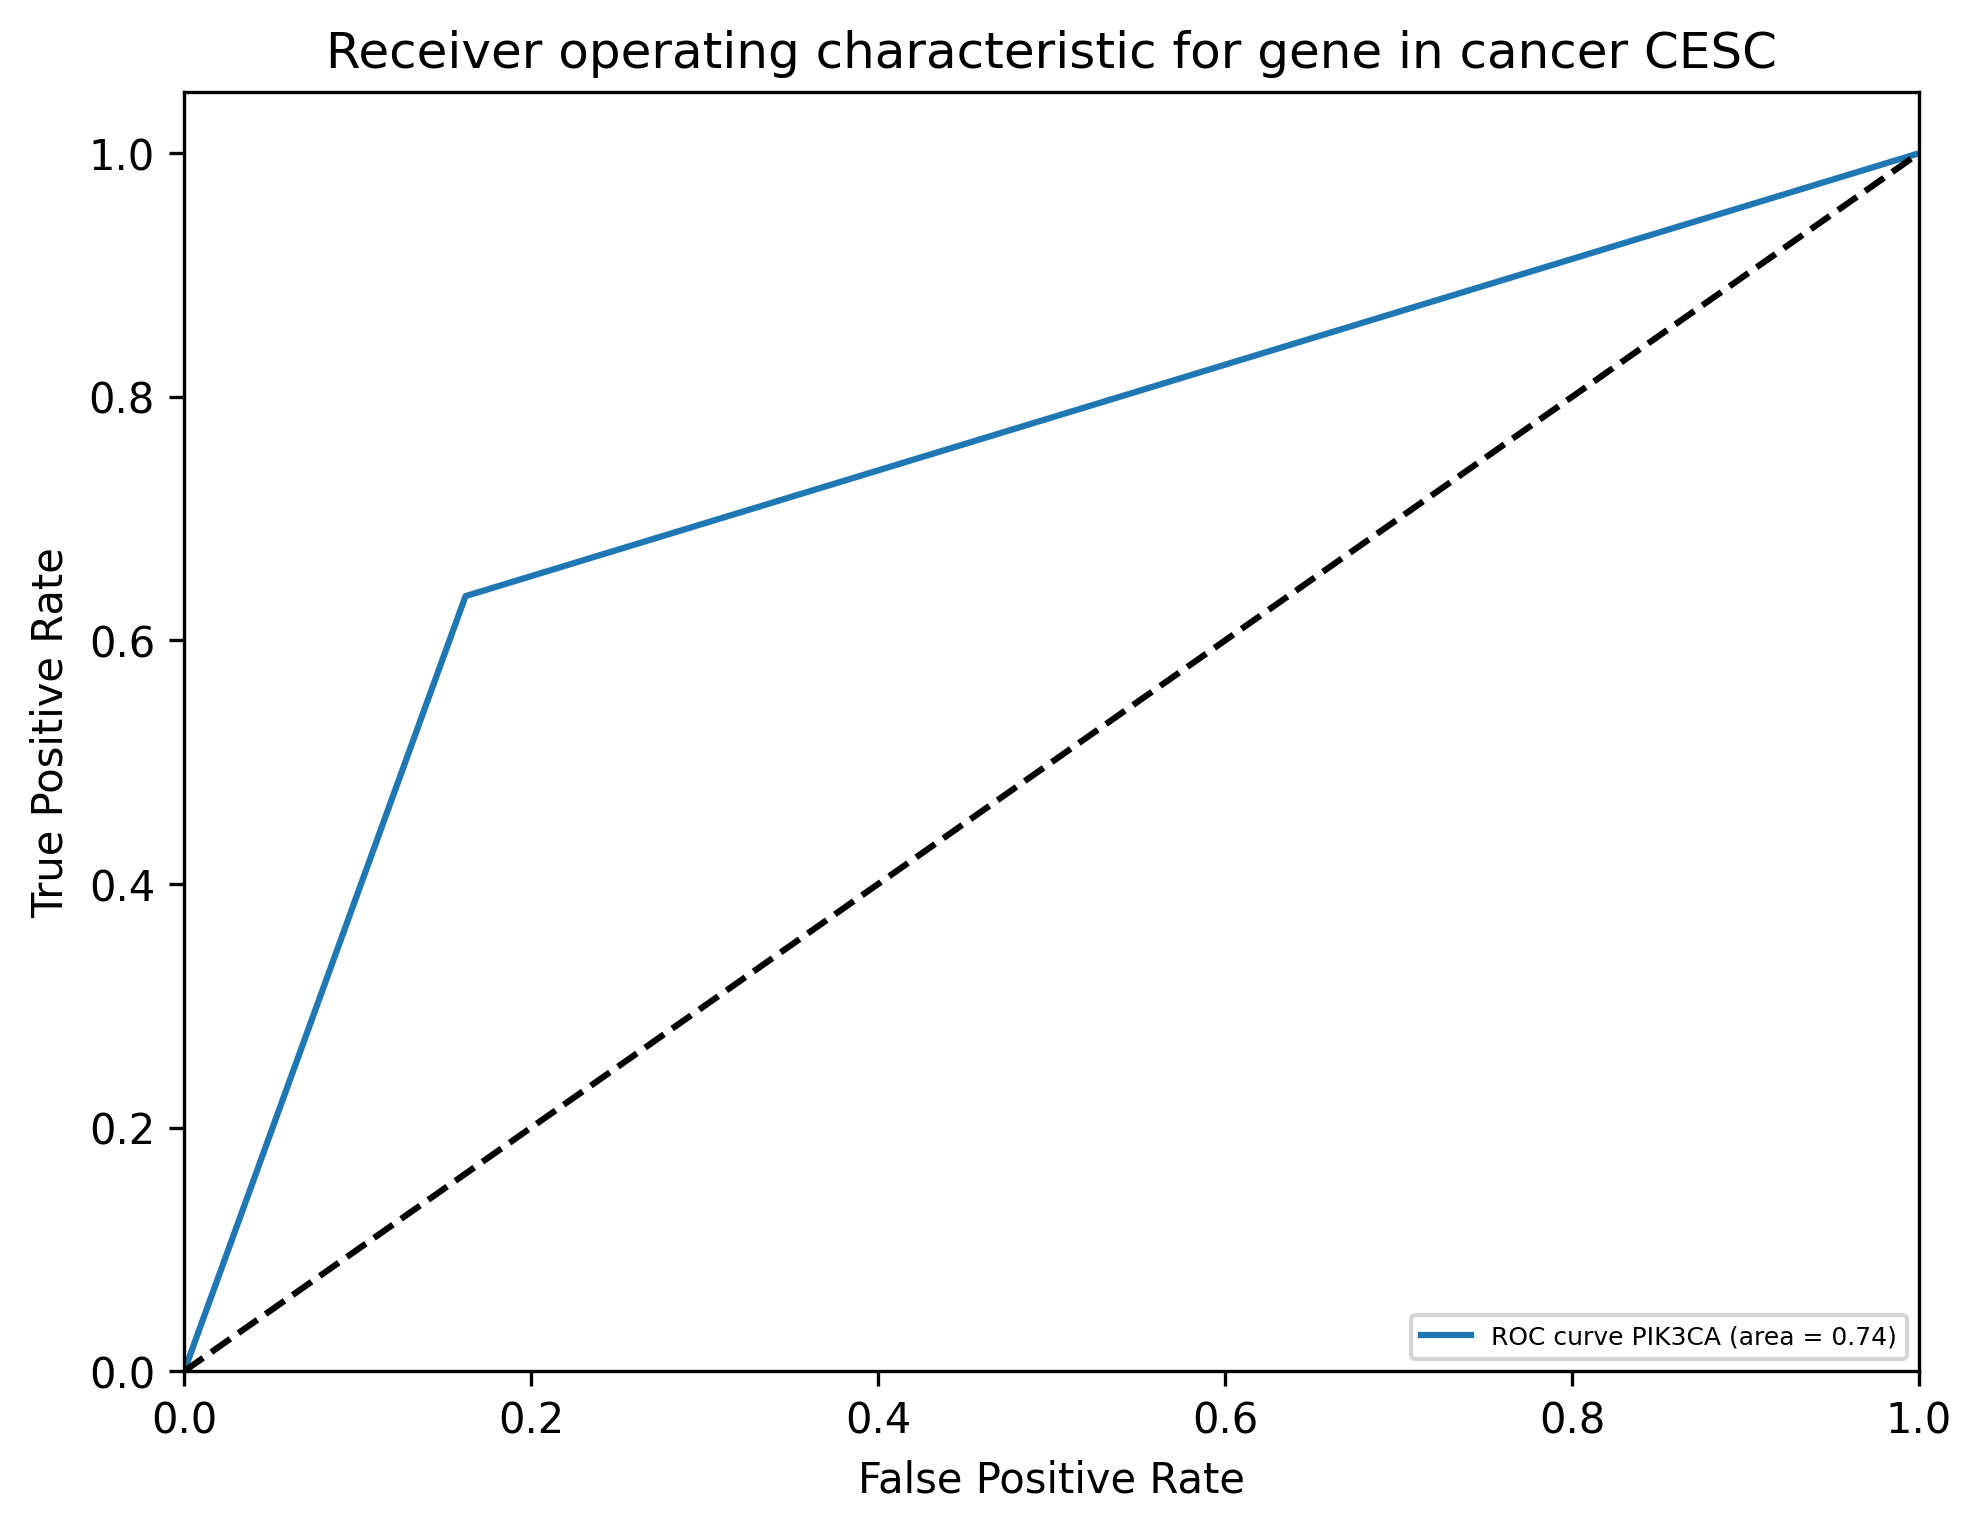 Receiver operating characteristic for gene in cancer CESC
True Positive Rate
1.0
0.8
0.6
0.4
0.2
0.0
ROC curve PIK3CA (area = 0.74)
0.0 0.2 0.4 0.6 0.8 1.0
False Positive Rate